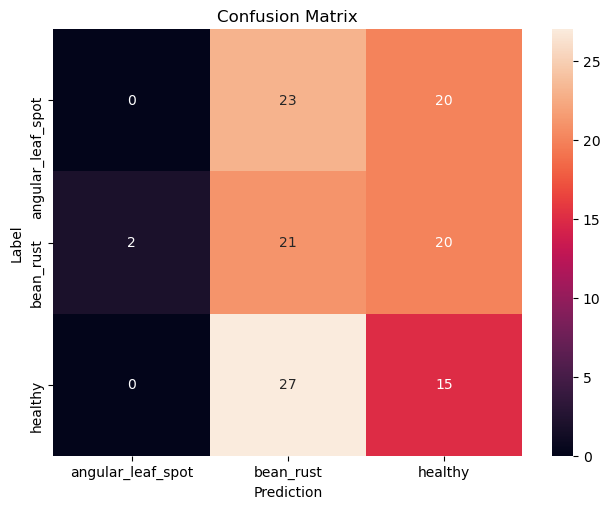 Confusion Matrix
angular_leaf_spot
bean_rust
healthy
Label
0 23 20
2 21 20
0 27 15
angular_leaf_spot bean_rust healthy
Prediction
25
20
15
10
5
0